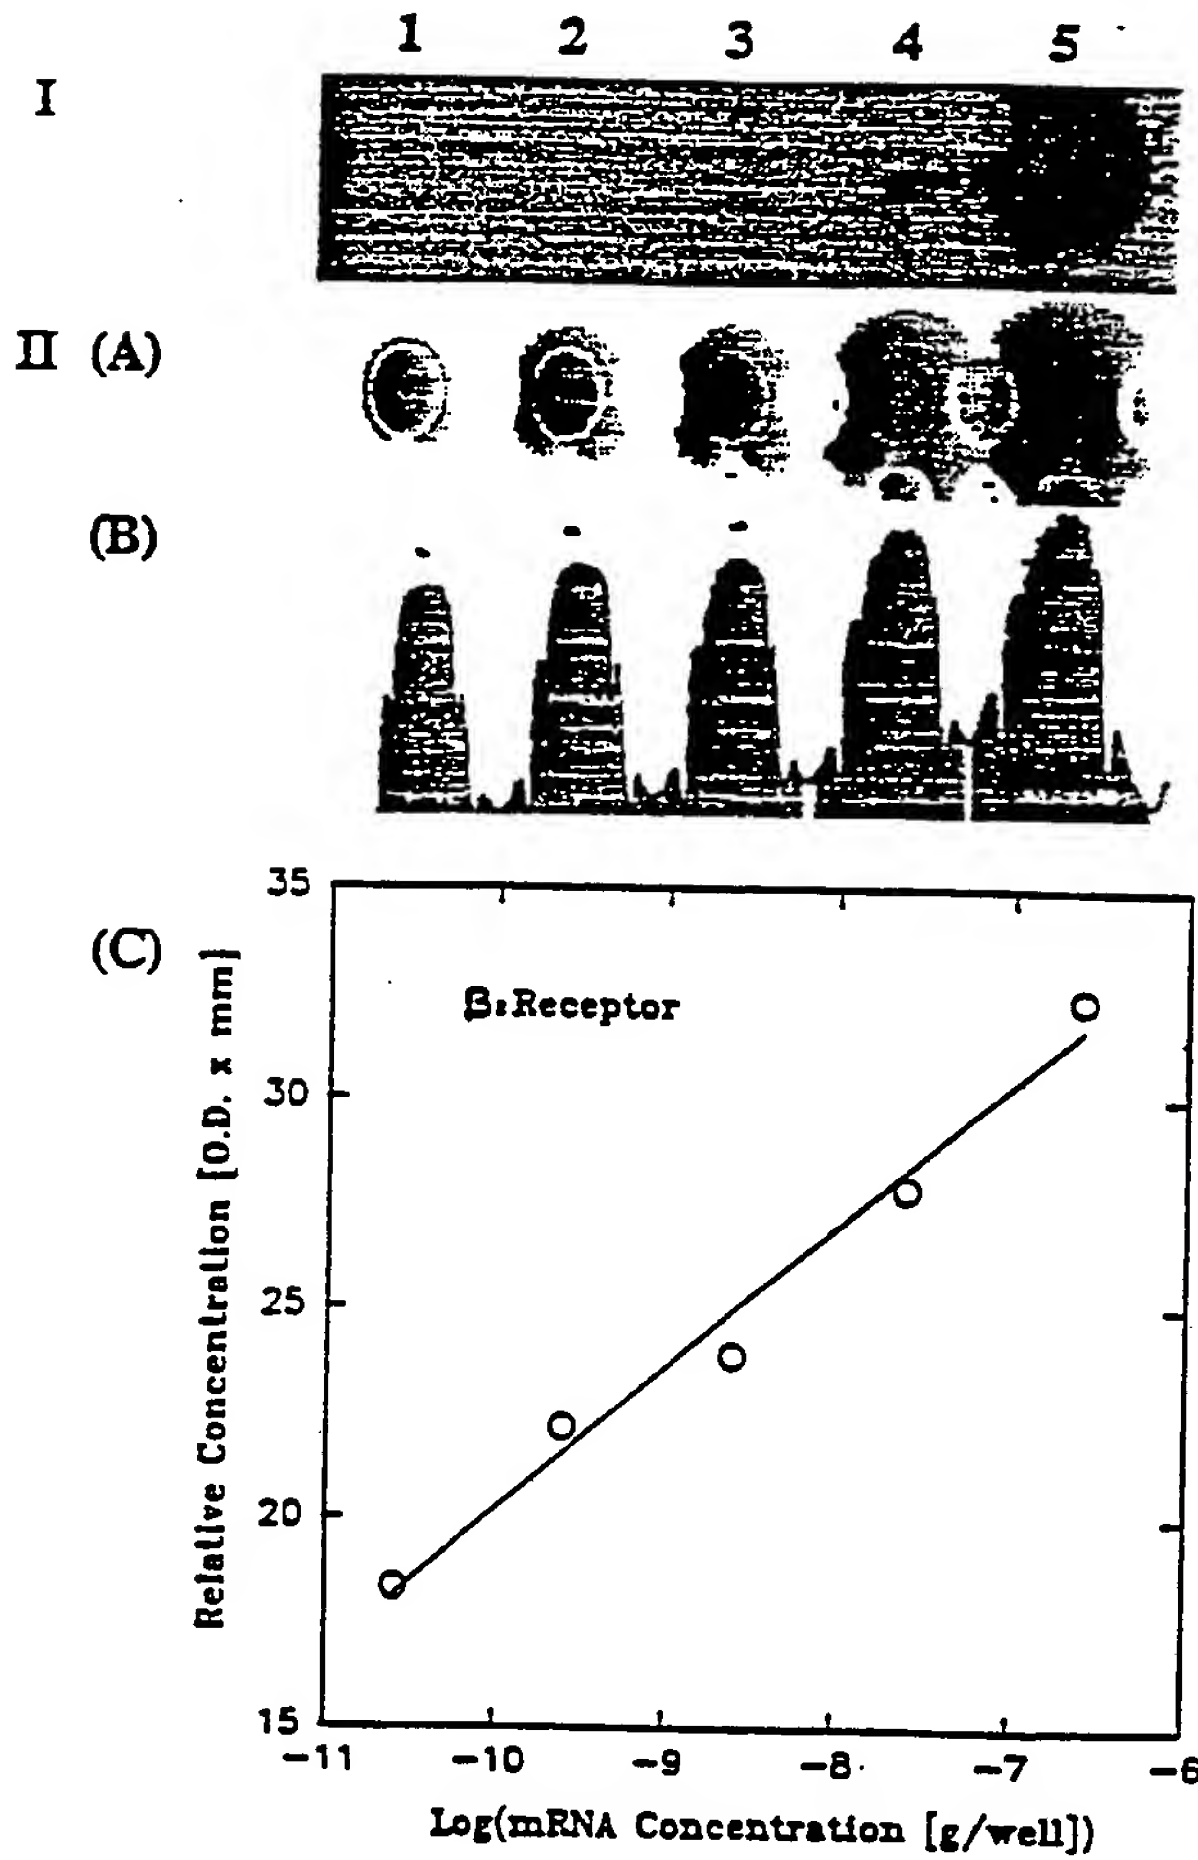 1 2 3 4 5
I
II (A)
(B)
(C)
35
30
25
20
15
Relative Concentration [O.D. x mm]
Receptor
-11 -10 -9 -8 -7 -6
Log(mRNA Concentration [g/well])